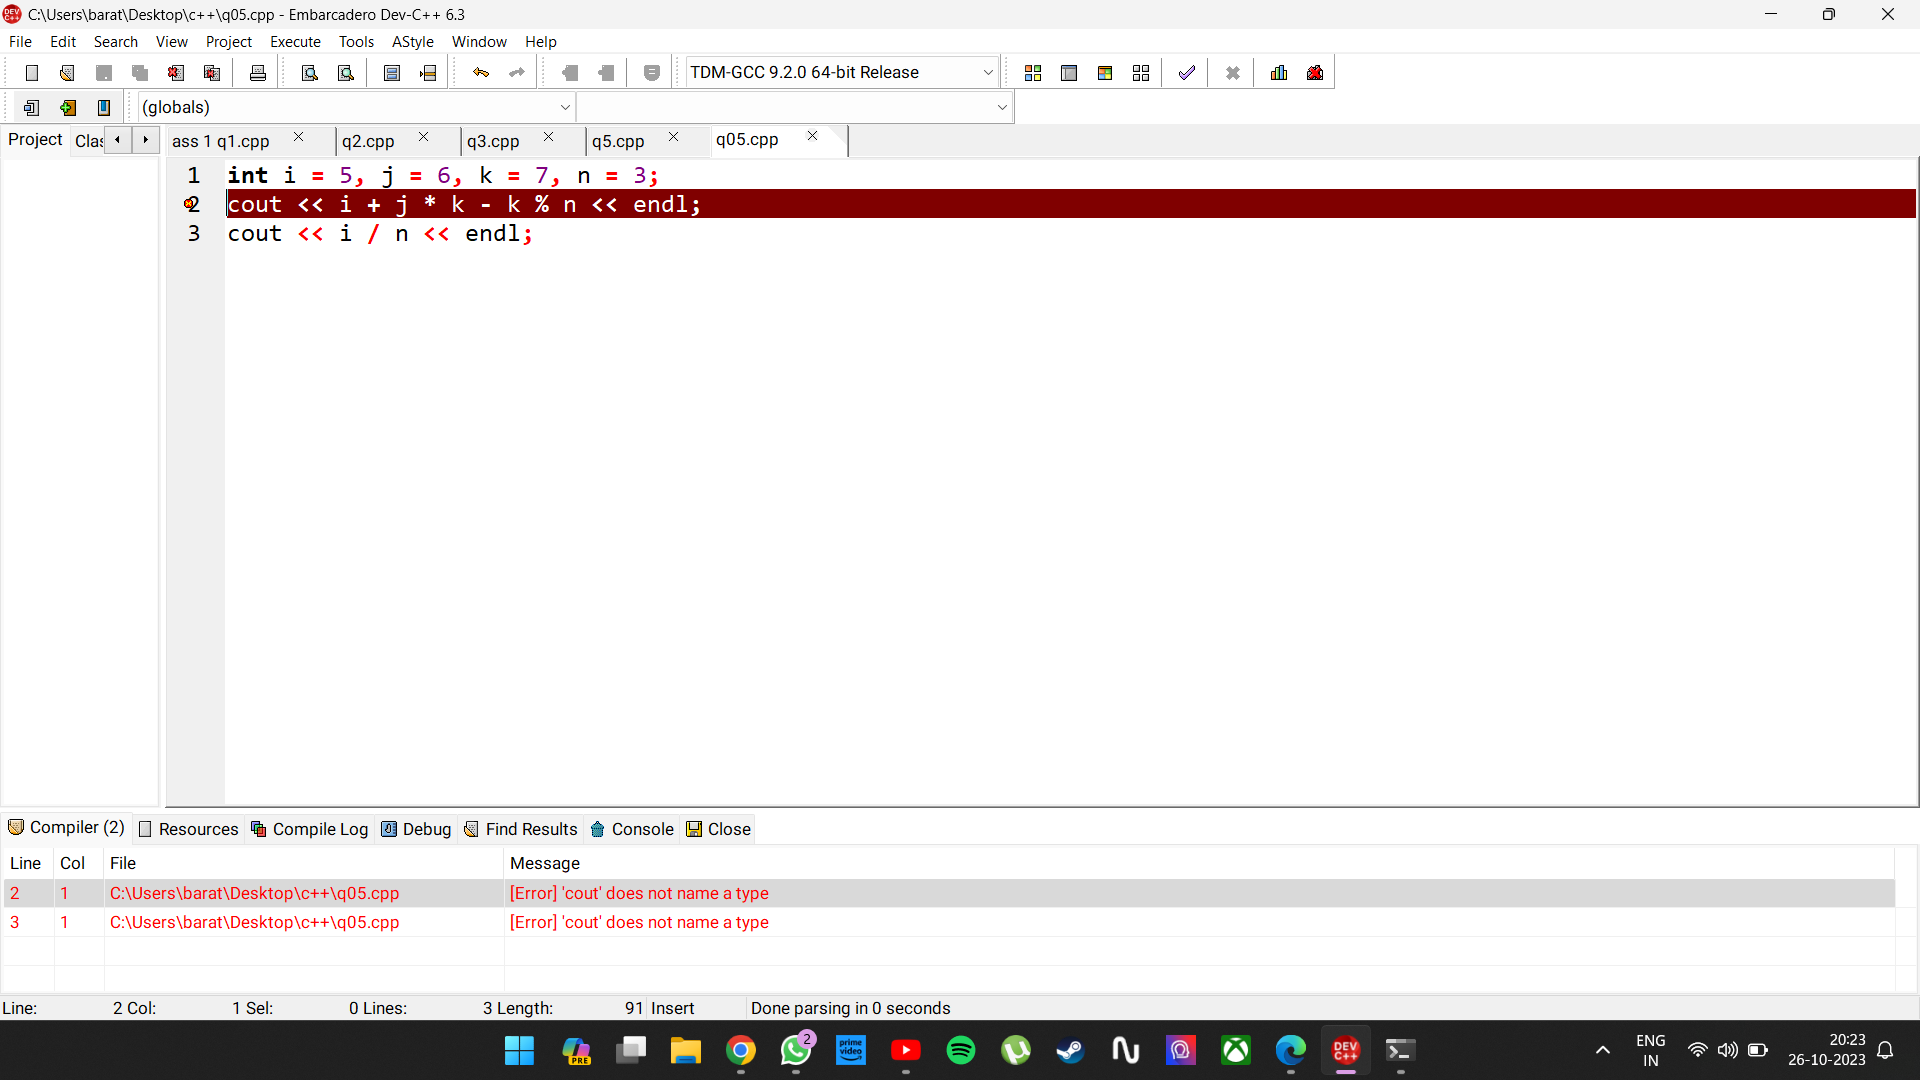 C:\Users\barat\Desktop\c++\q05.cpp - Embarcadero Dev-C++ 6.3
File Edit Search View Project Execute Tools AStyle Window Help
TDM-GCC 9.2.0 64-bit Release
(globals)
Project Clas ass 1 q1.cpp q2.cpp q3.cpp q5.cpp q05.cpp
1 int i = 5, j = 6, k = 7, n = 3;
2 cout << i + j * k - k % n << endl;
3 cout << i / n << endl;
Compiler (2) Resources Compile Log Debug Find Results Console Close
Line Col File Message
2 1 C:\Users\barat\Desktop\c++\q05.cpp [Error] 'cout' does not name a type
3 1 C:\Users\barat\Desktop\c++\q05.cpp [Error] 'cout' does not name a type
Line: 2 Col: 1 Sel: 0 Lines: 3 Length: 91 Insert Done parsing in 0 seconds
PRE 2 prime video DEV C++ ENG 20:23
IN 26-10-2023